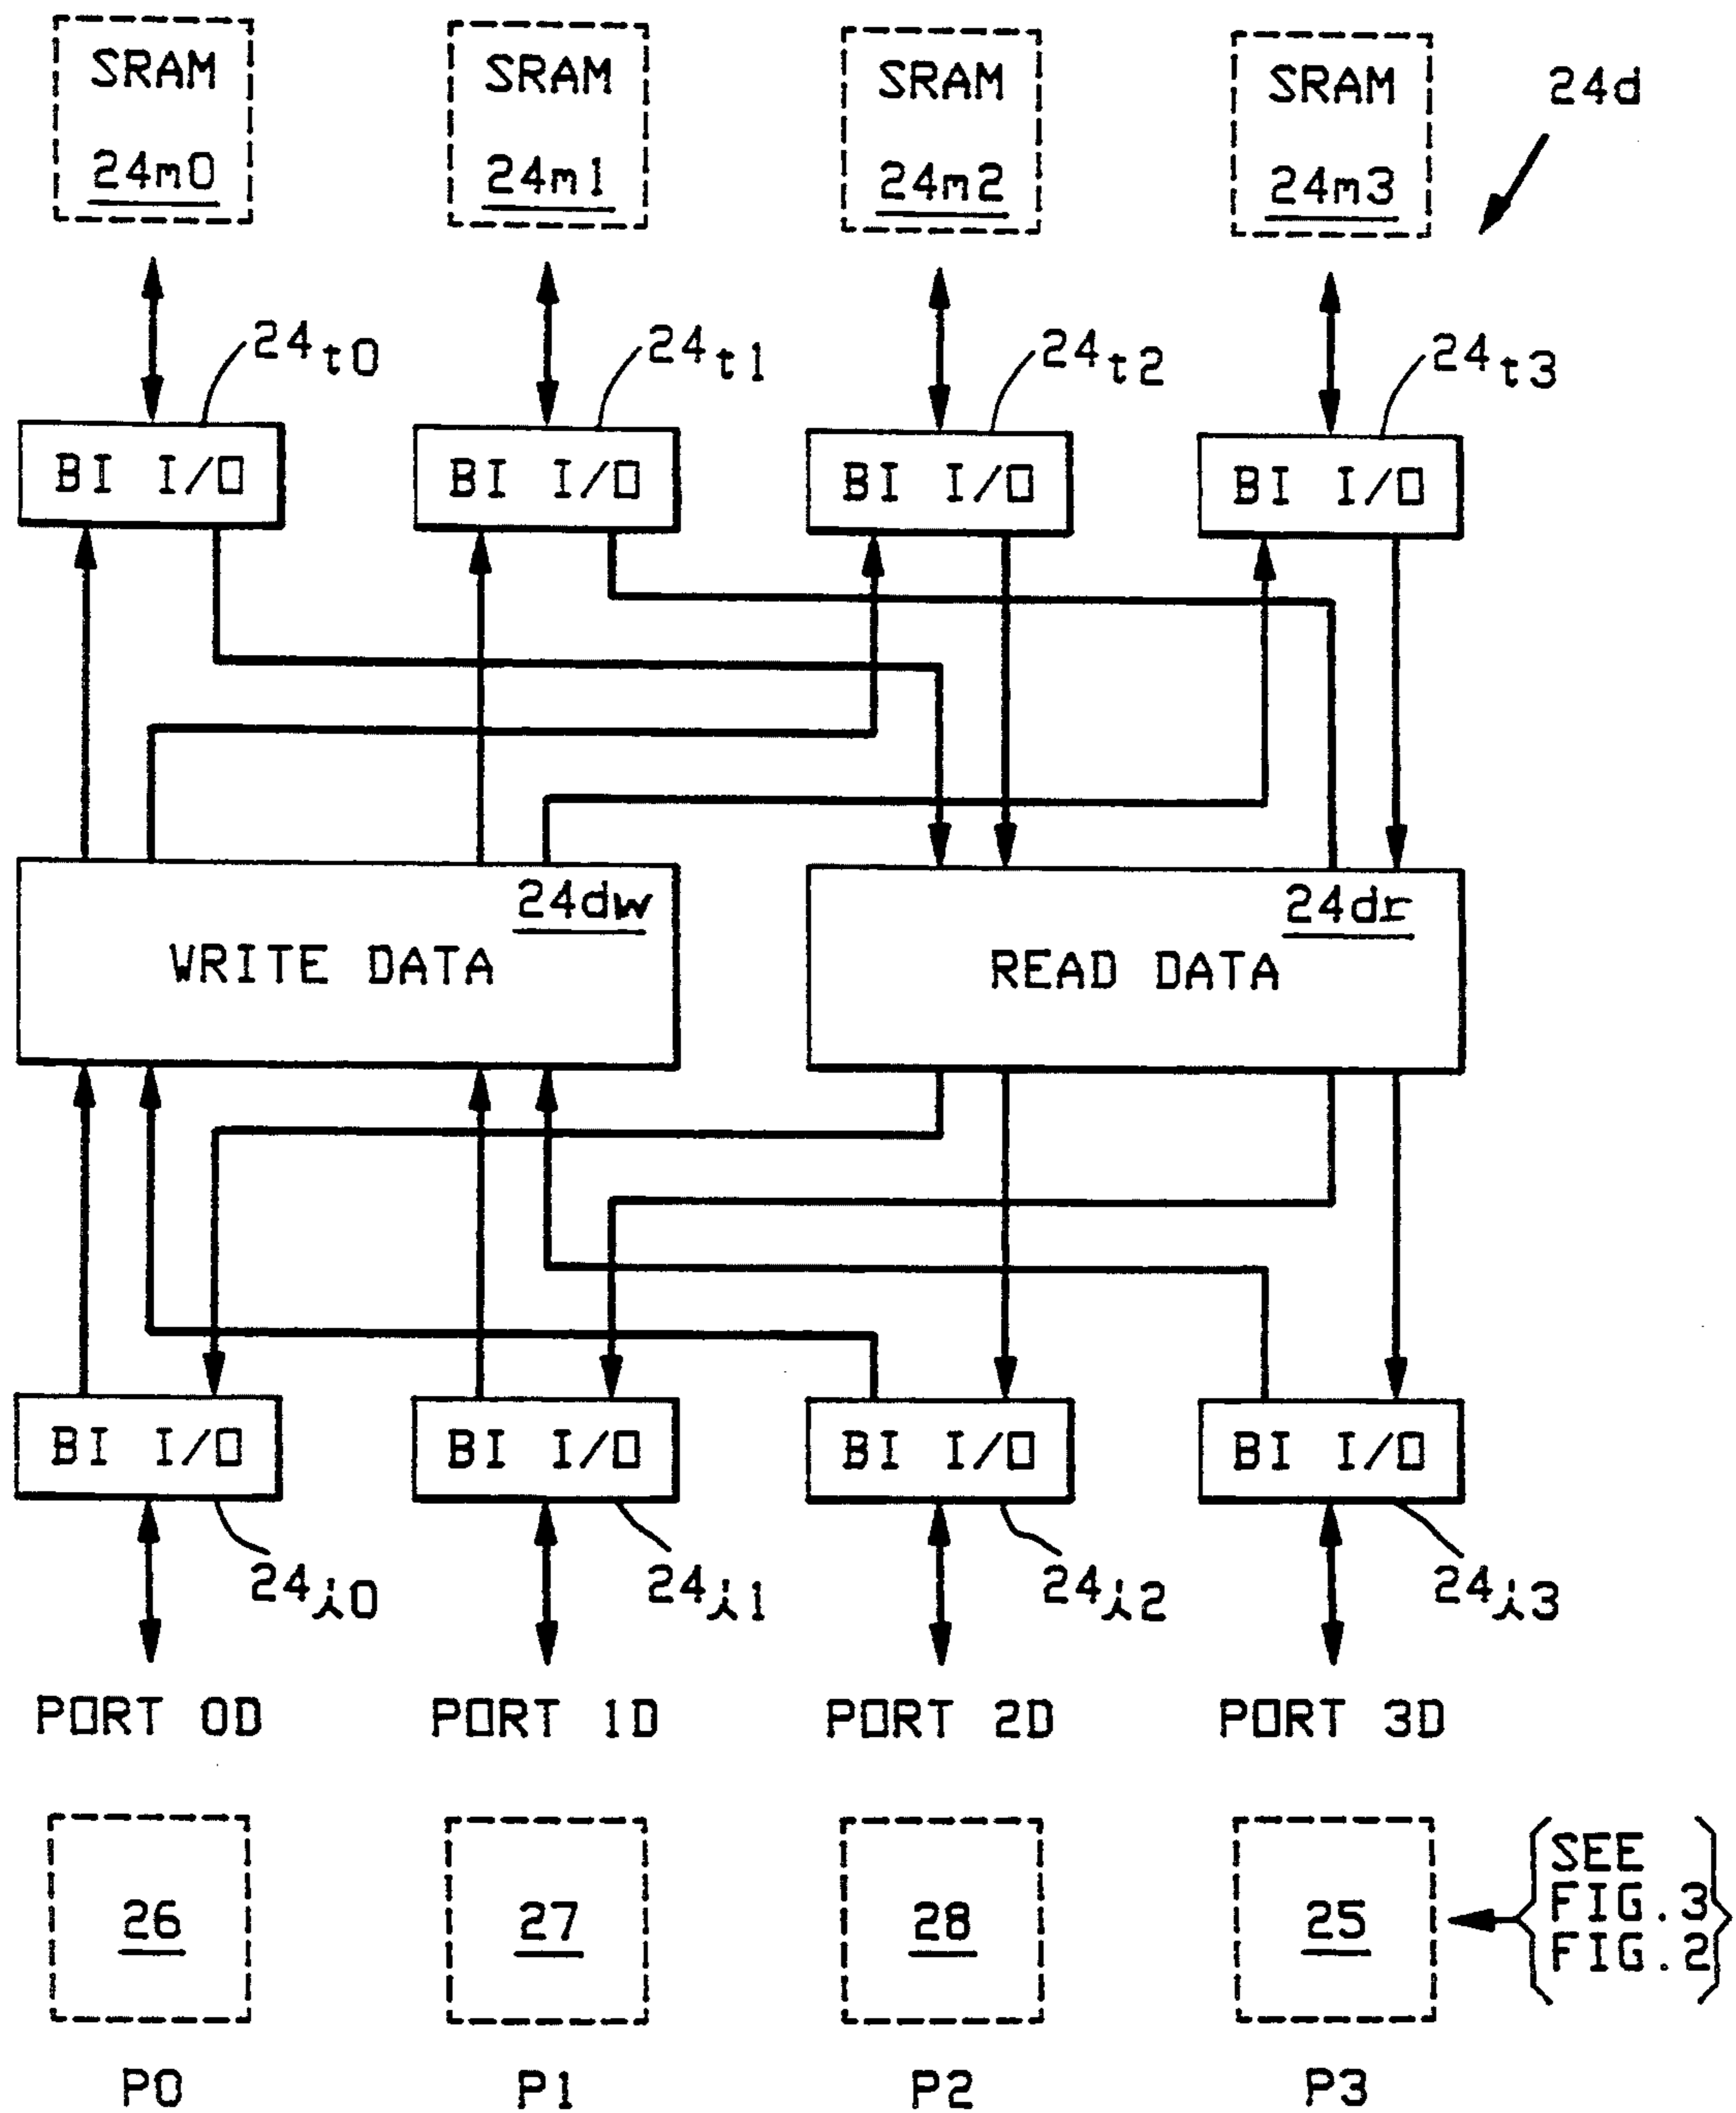 SRAM SRAM SRAM SRAM
24d
24m0 24m1 24m2 24m3
24t0 24t1 24t2 24t3
BI I/O BI I/O BI I/O BI I/O
24dw 24dr
WRITE DATA READ DATA
BI I/O BI I/O BI I/O BI I/O
24i0 24i1 24i2 24i3
PORT 0D PORT 1D PORT 2D PORT 3D
SEE
FIG.3
26 27 28 25
FIG.2
P0 P1 P2 P3